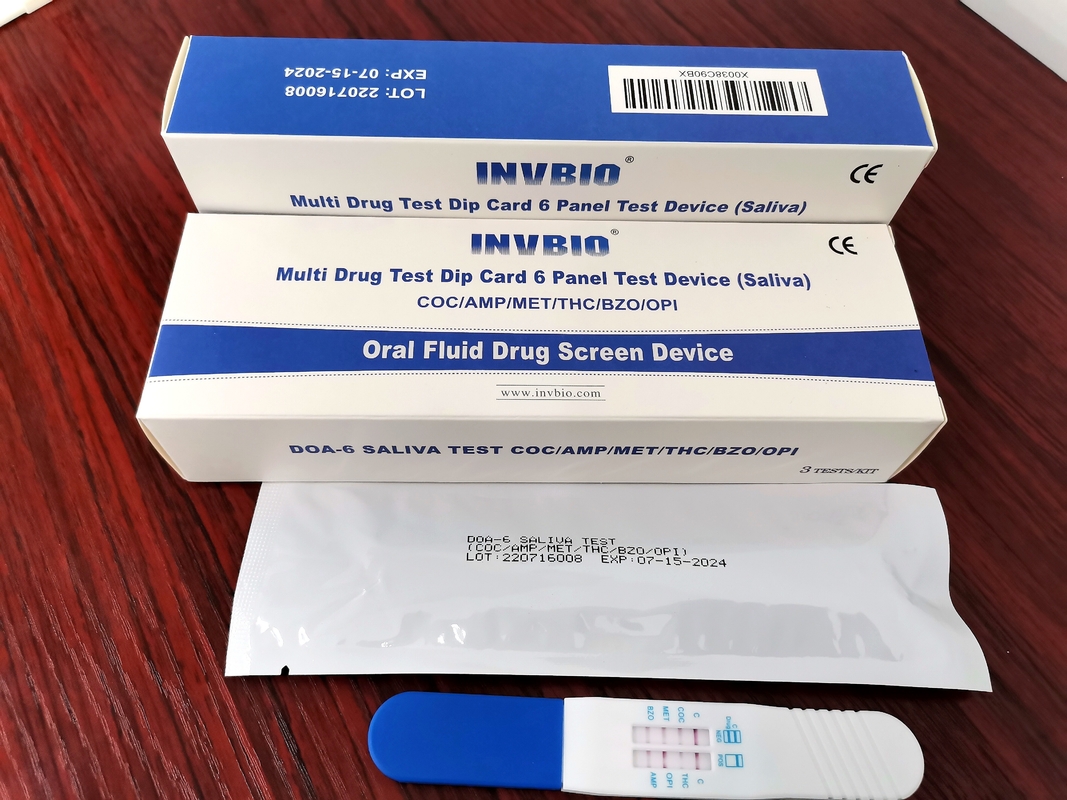 LOT: 220716008
EXP: 07-15-2024
X0038C90BX
INVBIO®
CE
Multi Drug Test Dip Card 6 Panel Test Device (Saliva)
INVBIO®
CE
Multi Drug Test Dip Card 6 Panel Test Device (Saliva)
COC/AMP/MET/THC/BZO/OPI
Oral Fluid Drug Screen Device
www.invbio.com
DOA-6 SALIVA TEST COC/AMP/MET/THC/BZO/OPI
3 TESTS/KIT
DOA-6 SALIVA TEST
(COC/AMP/MET/THC/BZO/OPI)
LOT:220716008 EXP:07-15-2024
BZO
MET
COC
C
C
Drug
NEG
POS
AMP
OPI
THC
C